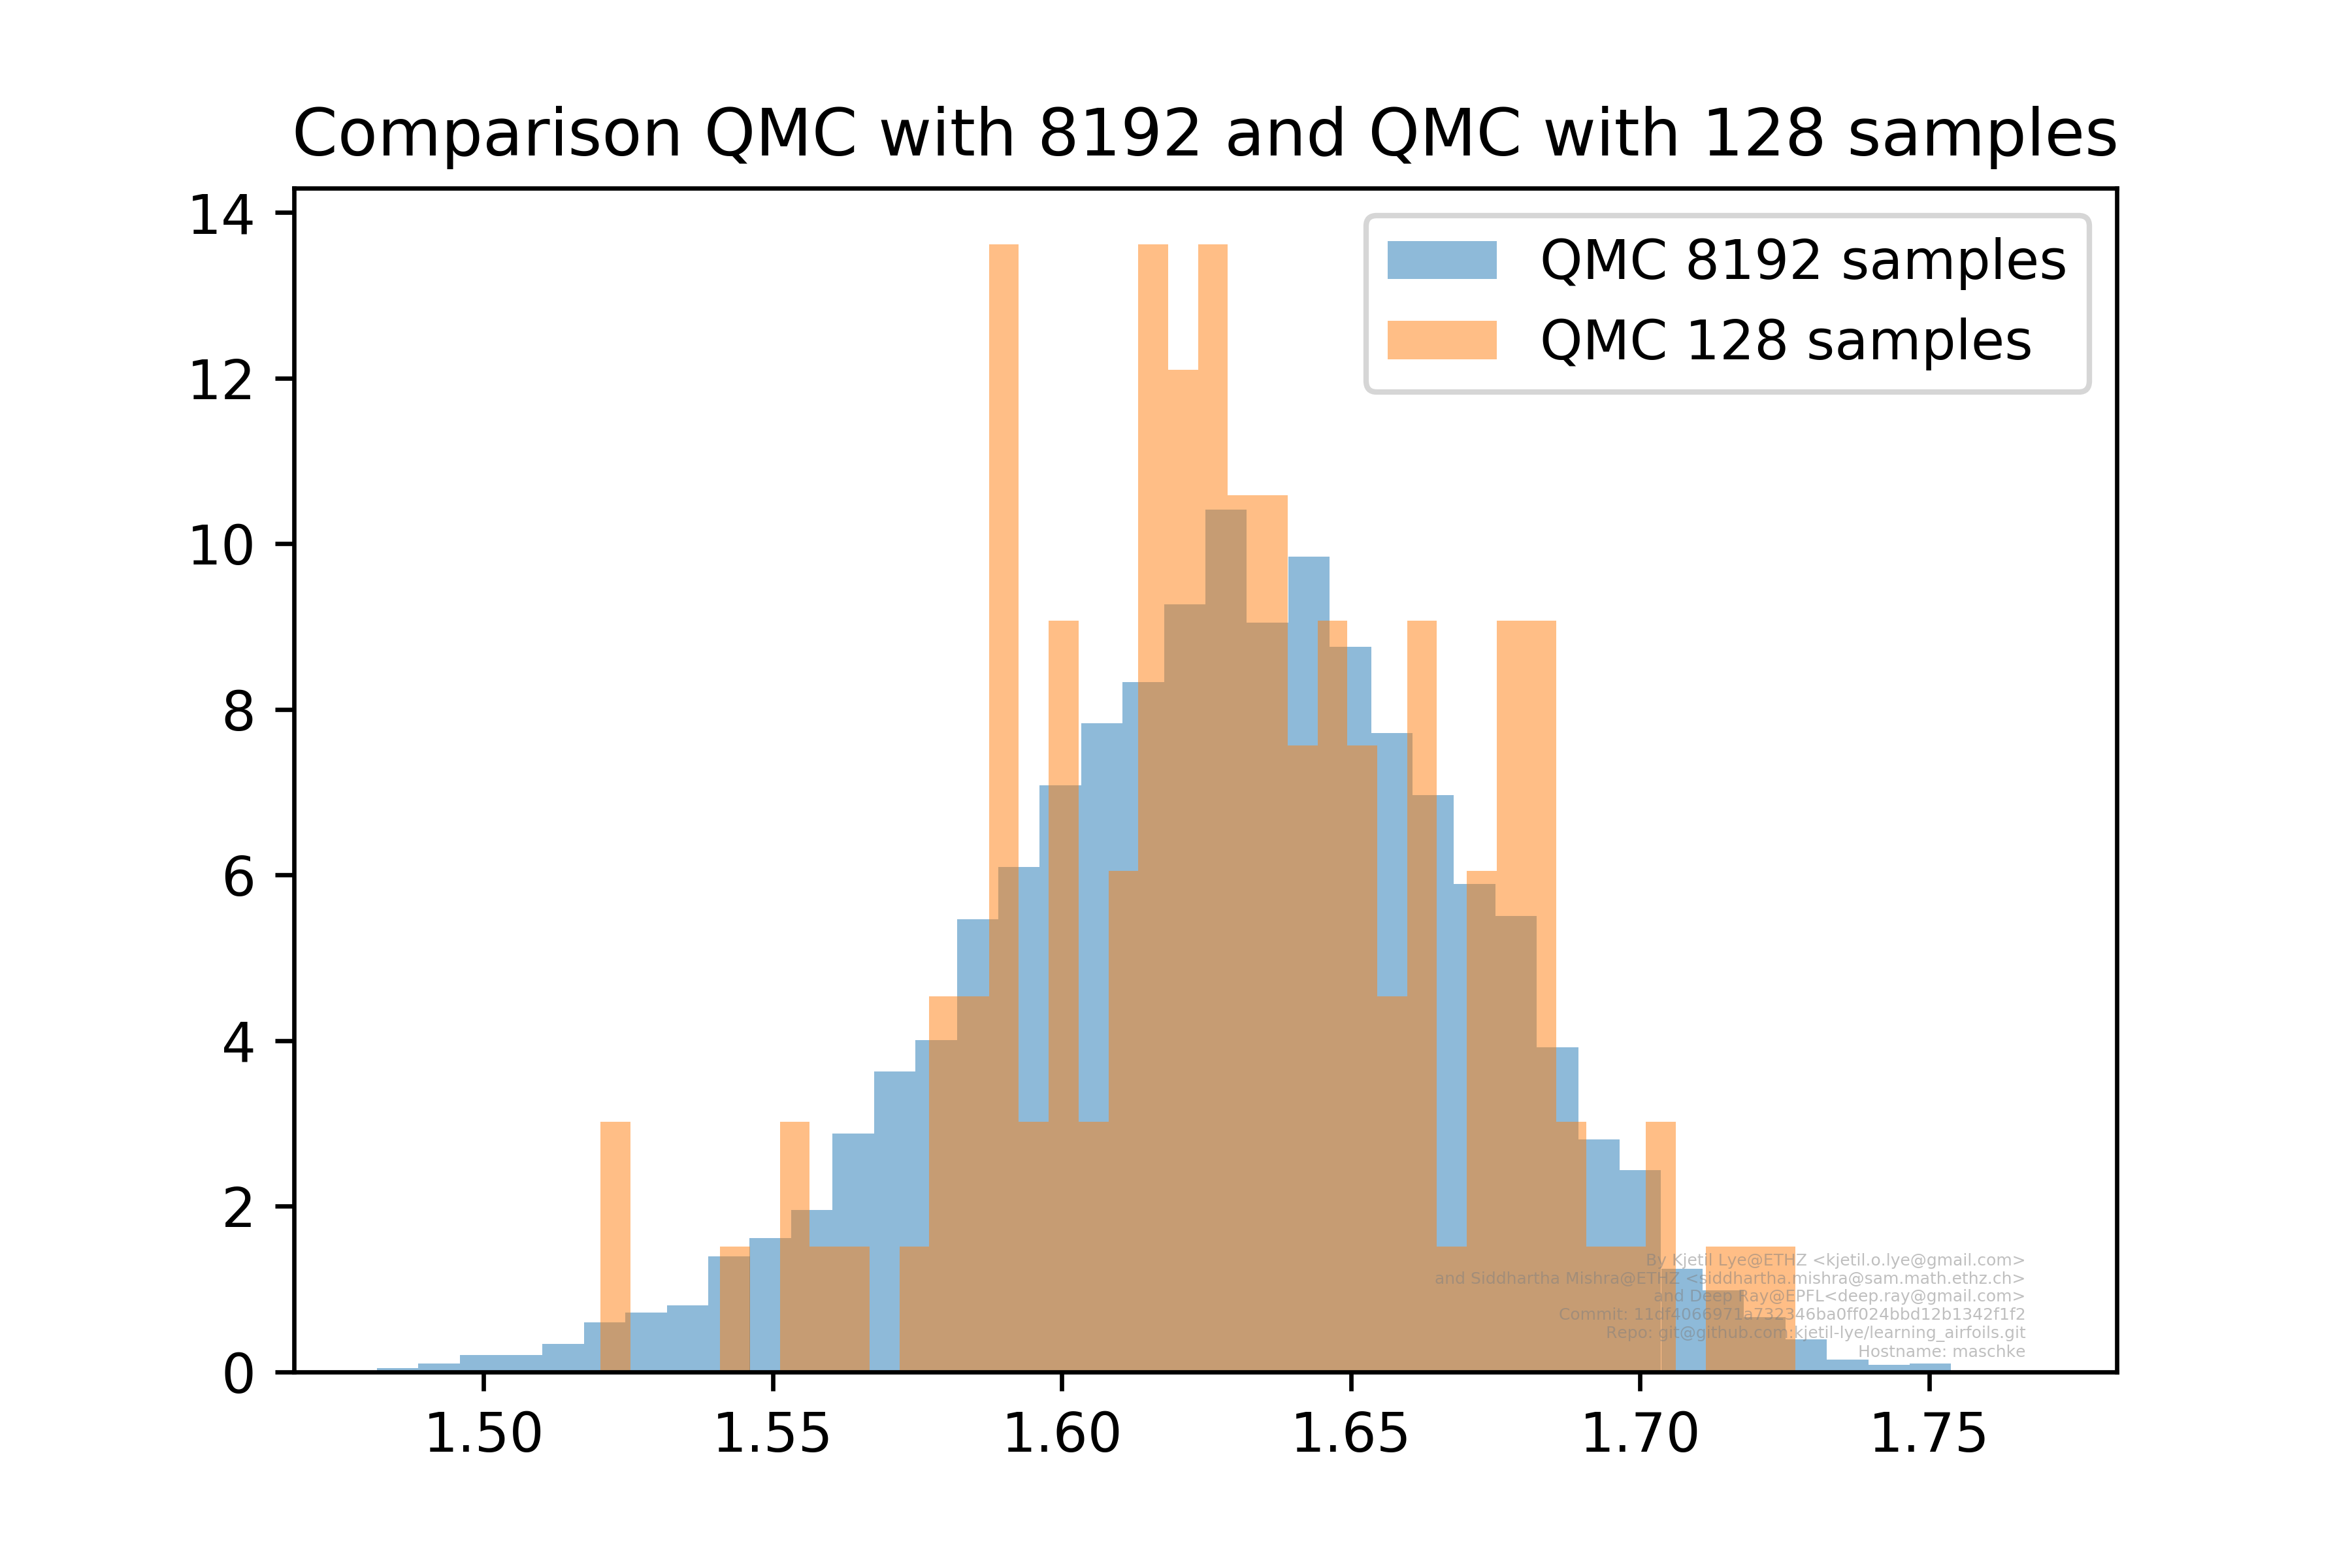 Comparison QMC with 8192 and QMC with 128 samples
14
12
10
8
6
4
2
0
QMC 8192 samples
QMC 128 samples
By Kjetil Lye@ETHZ <kjetil.o.lye@gmail.com>
and Siddhartha Mishra@ETHZ <siddhartha.mishra@sam.math.ethz.ch>
and Deep Ray@EPFL<deep.ray@gmail.com>
Commit: 11df4066971a732346ba0ff024bbd12b1342f1f2
Repo: git@github.com:kjetil-lye/learning_airfoils.git
Hostname: maschke
1.50 1.55 1.60 1.65 1.70 1.75